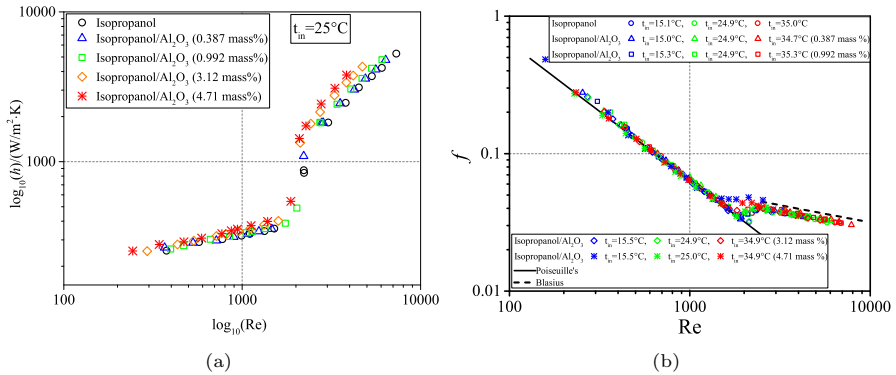 (a)
t_in=25°C
Isopropanol
Isopropanol/Al₂O₃ (0.387 mass%)
Isopropanol/Al₂O₃ (0.992 mass%)
Isopropanol/Al₂O₃ (3.12 mass%)
Isopropanol/Al₂O₃ (4.71 mass%)
log₁₀(h)/(W/m²·K)
1000
100 1000 10000
log₁₀(Re)
(a)
(b)
Isopropanol t_in=15.1°C, t_in=24.9°C, t_in=35.0°C
Isopropanol/Al₂O₃ t_in=15.0°C, t_in=24.9°C, t_in=34.7°C (0.387 mass %)
Isopropanol/Al₂O₃ t_in=15.3°C, t_in=24.9°C, t_in=35.3°C (0.992 mass %)
1
0.1
0.01
f
Isopropanol/Al₂O₃ t_in=15.5°C, t_in=24.9°C, t_in=34.9°C (3.12 mass %)
Isopropanol/Al₂O₃ t_in=15.5°C, t_in=25.0°C, t_in=34.9°C (4.71 mass %)
Poiseuille's
Blasius
100 1000 10000
Re
(b)